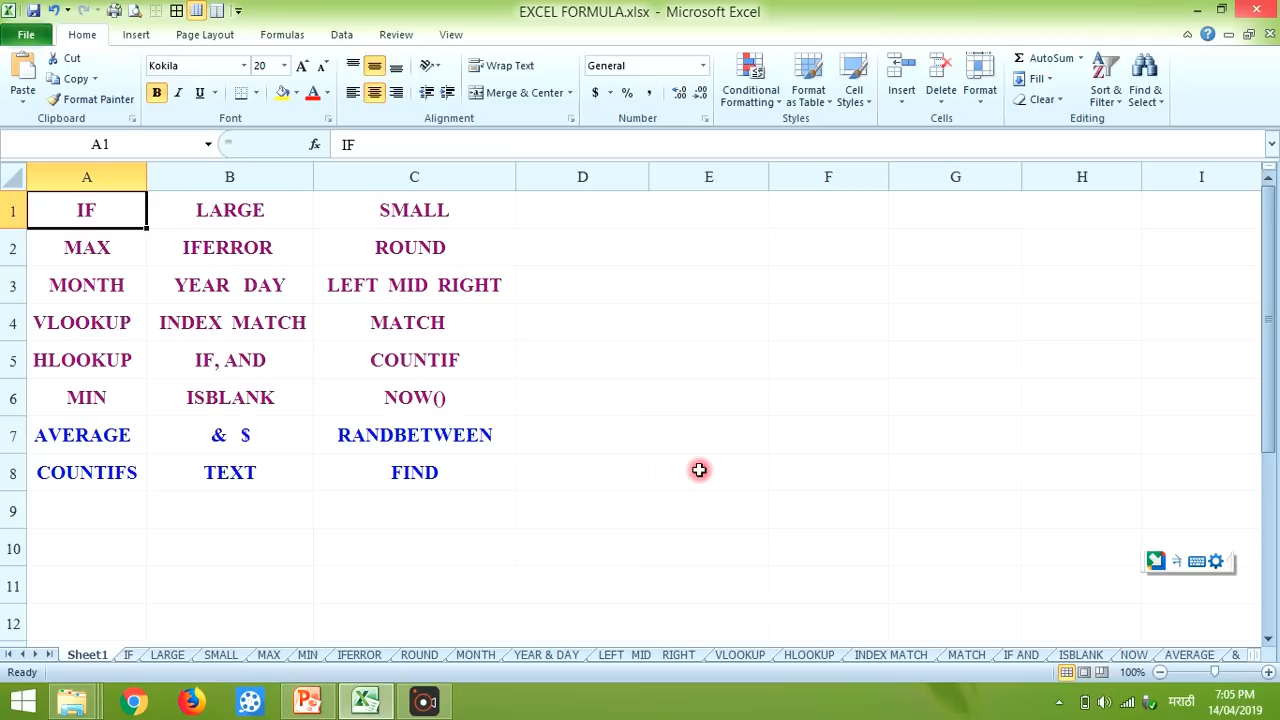 EXCEL FORMULA.xlsx - Microsoft Excel
File Home Insert Page Layout Formulas Data Review View
Paste
Cut
Copy
Format Painter
Clipboard
Kokila 20
B I U
Font
Wrap Text
Merge & Center
Alignment
General
$ % ,
Number
Conditional Formatting
Format as Table
Cell Styles
Styles
Insert Delete Format
Cells
AutoSum
Fill
Clear
Sort & Filter
Find & Select
Editing
A1 fx IF
A B C D E F G H I
1 IF LARGE SMALL
2 MAX IFERROR ROUND
3 MONTH YEAR DAY LEFT MID RIGHT
4 VLOOKUP INDEX MATCH MATCH
5 HLOOKUP IF, AND COUNTIF
6 MIN ISBLANK NOW()
7 AVERAGE & $ RANDBETWEEN
8 COUNTIFS TEXT FIND
9
10
11
12
Sheet1 IF LARGE SMALL MAX MIN IFERROR ROUND MONTH YEAR & DAY LEFT MID RIGHT VLOOKUP HLOOKUP INDEX MATCH MATCH IF AND ISBLANK NOW AVERAGE &
Ready 100%
मराठी
7:05 PM
14/04/2019